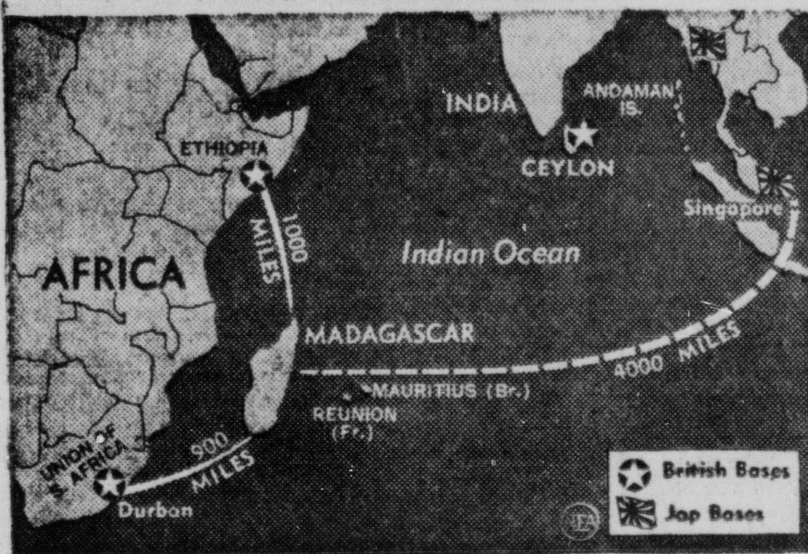 INDIA
ANDAMAN
IS.
ETHIOPIA
CEYLON
Singapore
1000
MILES
Indian Ocean
AFRICA
MADAGASCAR
4000 MILES
MAURITIUS (Br.)
REUNION
(Fr.)
UNION OF
S. AFRICA
900
MILES
Durban
British Bases
Jap Bases